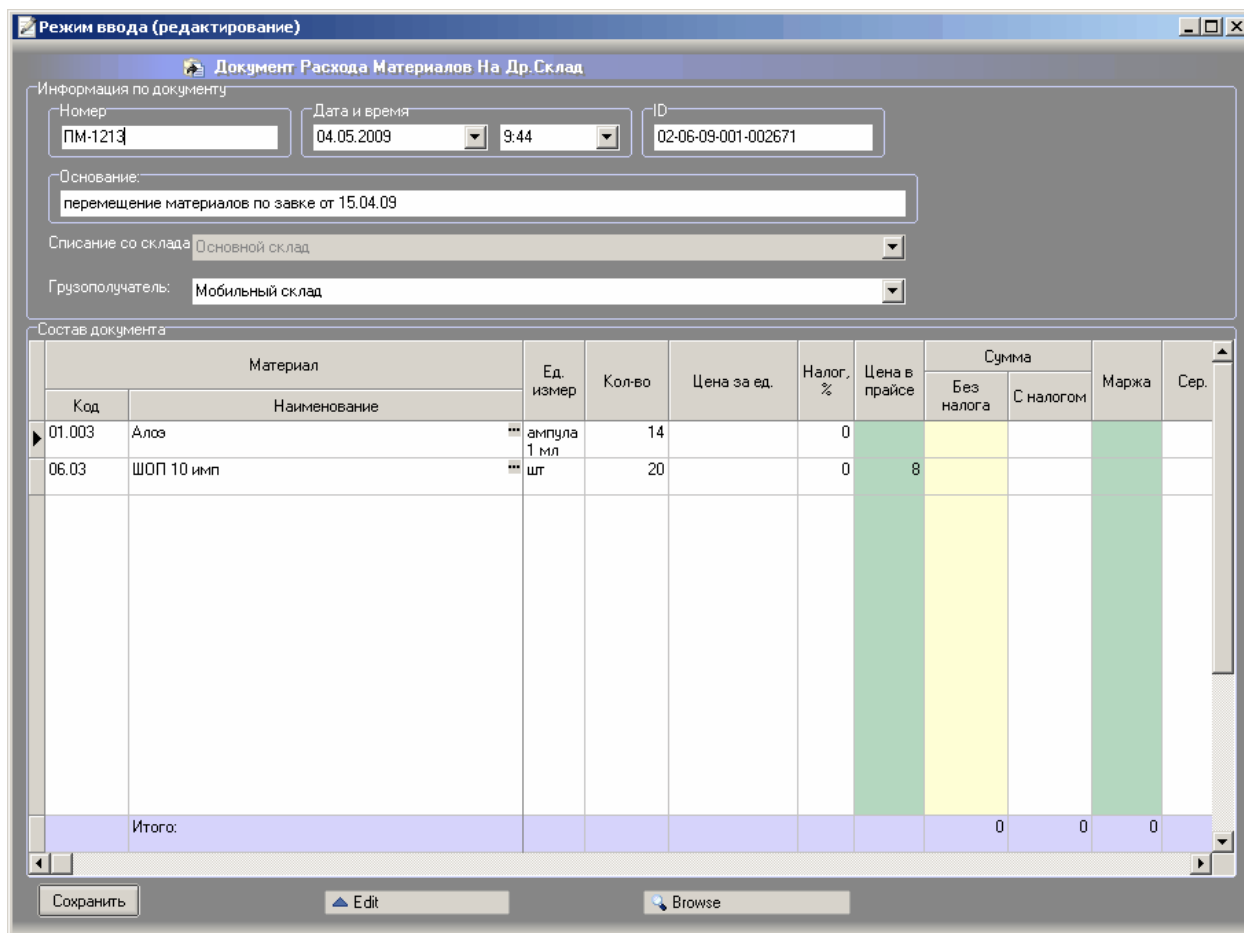 Режим ввода (редактирование)
Документ Расхода Материалов На Др.Склад
Информация по документу
Номер
Дата и время
ID
ПМ-1213
04.05.2009
9:44
02-06-09-001-002671
Основание:
перемещение материалов по завке от 15.04.09
Списание со склада
Основной склад
Грузополучатель:
Мобильный склад
Состав документа
Материал
Ед. измер
Кол-во
Цена за ед.
Налог, %
Цена в прайсе
Сумма
Маржа
Сер.
Код
Наименование
Без налога
С налогом
01.003 Алоэ ... ампула 1 мл 14 0
06.03 ШОП 10 имп ... шт 20 0 8
Итого: 0 0 0
Сохранить
Edit
Browse